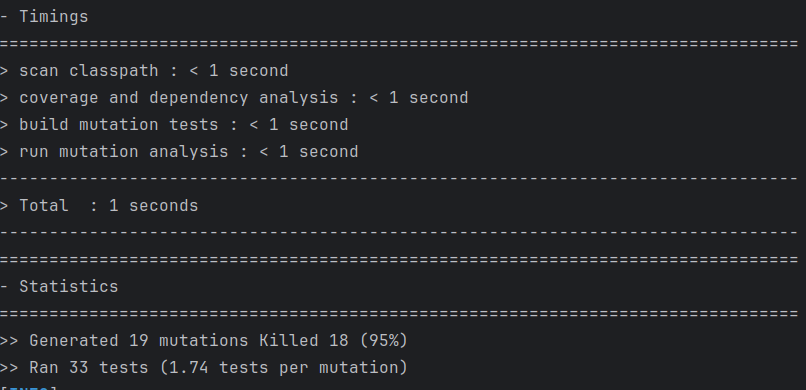 - Timings
================================================================================
> scan classpath : < 1 second
> coverage and dependency analysis : < 1 second
> build mutation tests : < 1 second
> run mutation analysis : < 1 second
--------------------------------------------------------------------------------
> Total  : 1 seconds
--------------------------------------------------------------------------------
================================================================================
- Statistics
================================================================================
>> Generated 19 mutations Killed 18 (95%)
>> Ran 33 tests (1.74 tests per mutation)